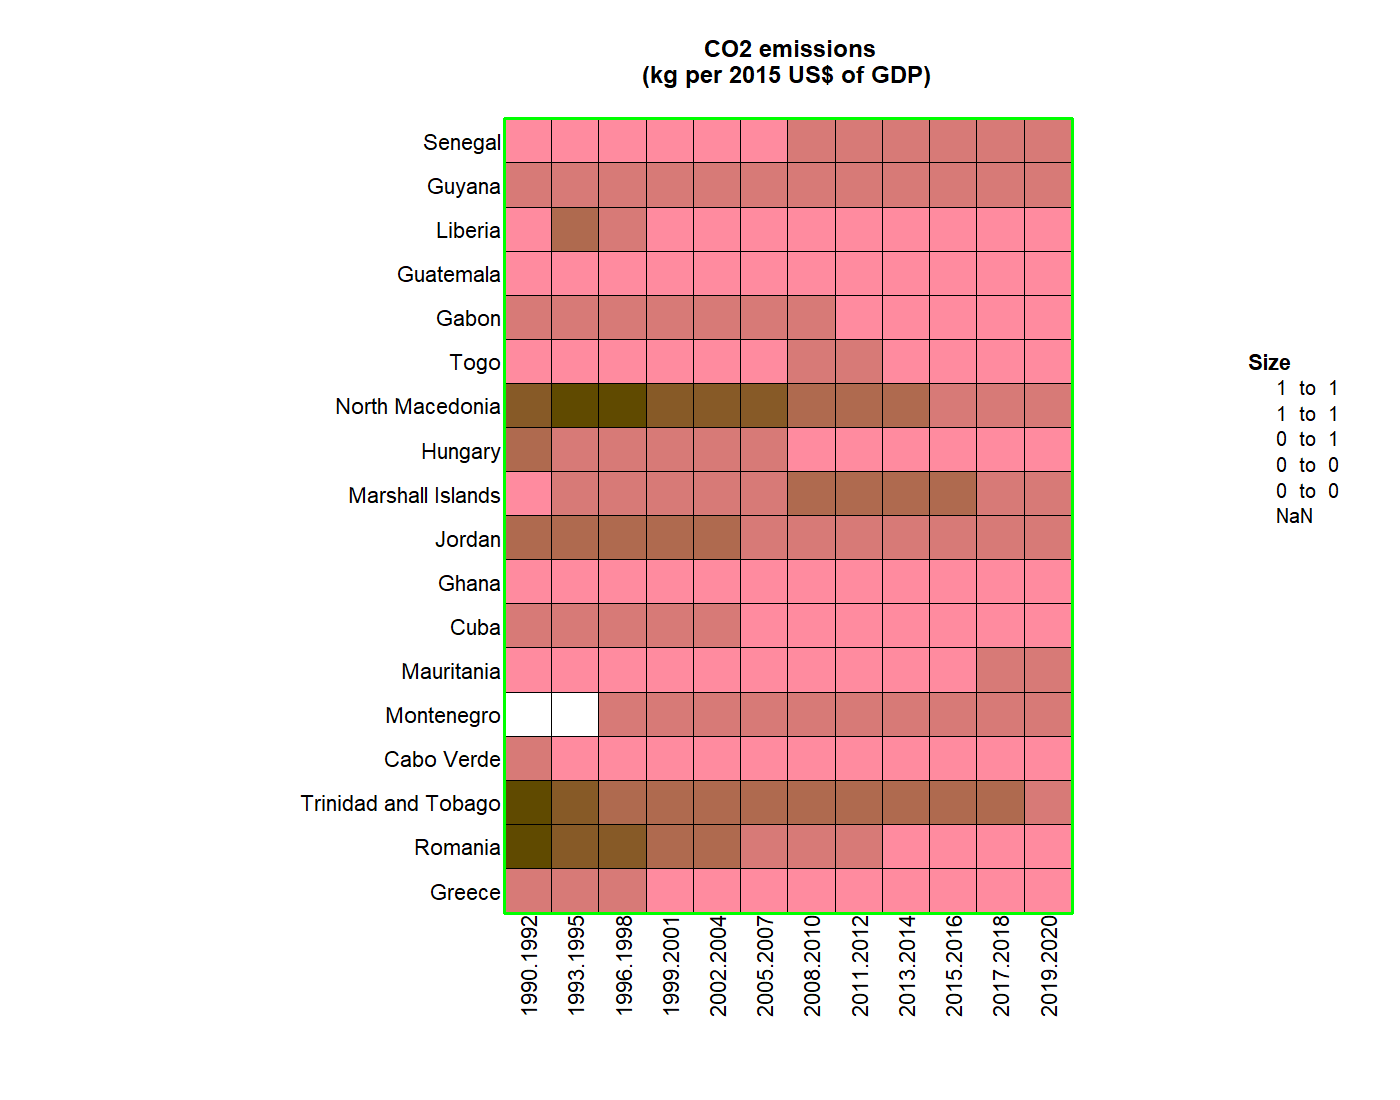 CO2 emissions
(kg per 2015 US$ of GDP)
Senegal
Guyana
Liberia
Guatemala
Gabon
Togo
North Macedonia
Hungary
Marshall Islands
Jordan
Ghana
Cuba
Mauritania
Montenegro
Cabo Verde
Trinidad and Tobago
Romania
Greece
1990.1992
1993.1995
1996.1998
1999.2001
2002.2004
2005.2007
2008.2010
2011.2012
2013.2014
2015.2016
2017.2018
2019.2020
Size
1 to 1
1 to 1
0 to 1
0 to 0
0 to 0
NaN